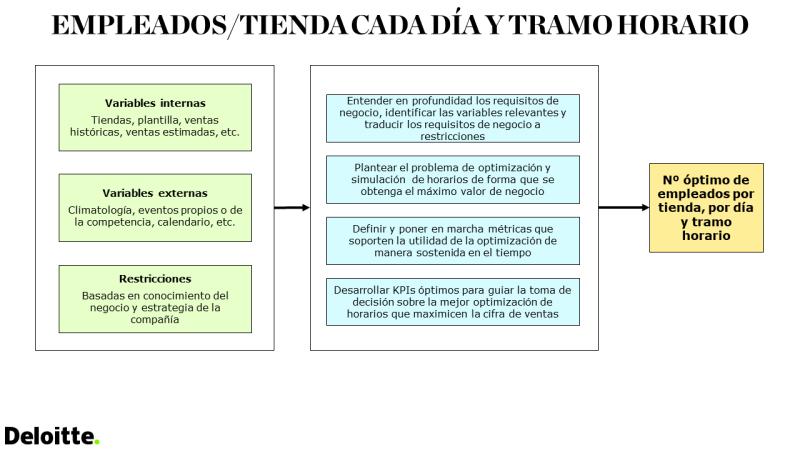 EMPLEADOS/TIENDA CADA DÍA Y TRAMO HORARIO
Variables internas
Tiendas, plantilla, ventas
históricas, ventas estimadas, etc.
Variables externas
Climatología, eventos propios o de
la competencia, calendario, etc.
Restricciones
Basadas en conocimiento del
negocio y estrategia de la
compañía
Entender en profundidad los requisitos de
negocio, identificar las variables relevantes y
traducir los requisitos de negocio a
restricciones
Plantear el problema de optimización y
simulación de horarios de forma que se
obtenga el máximo valor de negocio
Definir y poner en marcha métricas que
soporten la utilidad de la optimización de
manera sostenida en el tiempo
Desarrollar KPIs óptimos para guiar la toma de
decisión sobre la mejor optimización de
horarios que maximicen la cifra de ventas
Nº óptimo de
empleados por
tienda, por día
y tramo
horario
Deloitte.